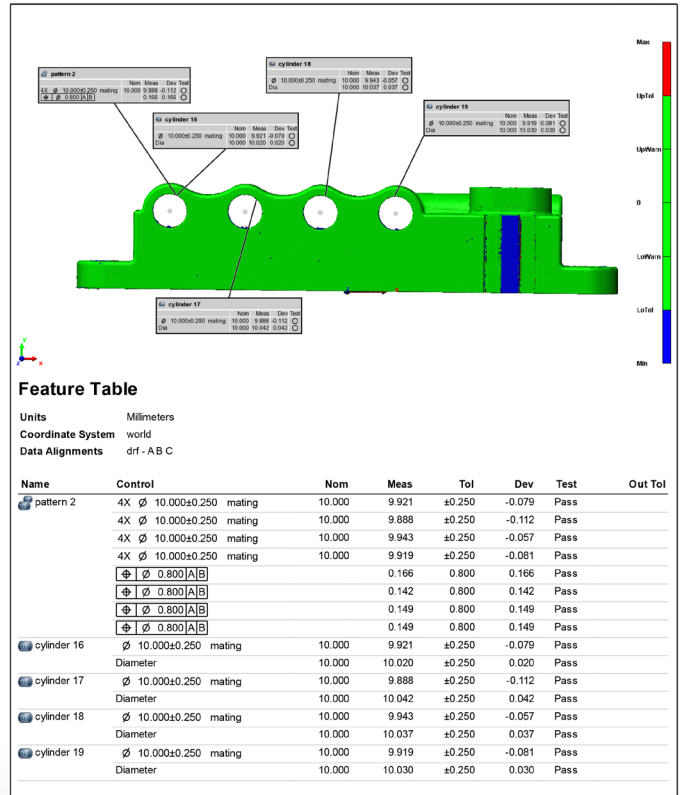 Max
UpTol
UpWarn
0
LoWarn
LoTol
Min
pattern 2
Nom Meas Dev Test
4X Ø 10.000±0.250 mating 10.000 9.888 -0.112
⌖ Ø 0.800 A B 0.166 0.166
cylinder 18
Nom Meas Dev Test
Ø 10.000±0.250 mating 10.000 9.943 -0.057
Dia 10.000 10.037 0.037
cylinder 16
Nom Meas Dev Test
Ø 10.000±0.250 mating 10.000 9.921 -0.079
Dia 10.000 10.020 0.020
cylinder 19
Nom Meas Dev Test
Ø 10.000±0.250 mating 10.000 9.919 -0.081
Dia 10.000 10.030 0.030
cylinder 17
Nom Meas Dev Test
Ø 10.000±0.250 mating 10.000 9.888 -0.112
Dia 10.000 10.042 0.042
y
z x
Feature Table
Units Millimeters
Coordinate System world
Data Alignments drf - A B C
Name Control Nom Meas Tol Dev Test Out Tol
pattern 2 4X Ø 10.000±0.250 mating 10.000 9.921 ±0.250 -0.079 Pass
4X Ø 10.000±0.250 mating 10.000 9.888 ±0.250 -0.112 Pass
4X Ø 10.000±0.250 mating 10.000 9.943 ±0.250 -0.057 Pass
4X Ø 10.000±0.250 mating 10.000 9.919 ±0.250 -0.081 Pass
⌖ Ø 0.800 A B 0.166 0.800 0.166 Pass
⌖ Ø 0.800 A B 0.142 0.800 0.142 Pass
⌖ Ø 0.800 A B 0.149 0.800 0.149 Pass
⌖ Ø 0.800 A B 0.149 0.800 0.149 Pass
cylinder 16 Ø 10.000±0.250 mating 10.000 9.921 ±0.250 -0.079 Pass
Diameter 10.000 10.020 ±0.250 0.020 Pass
cylinder 17 Ø 10.000±0.250 mating 10.000 9.888 ±0.250 -0.112 Pass
Diameter 10.000 10.042 ±0.250 0.042 Pass
cylinder 18 Ø 10.000±0.250 mating 10.000 9.943 ±0.250 -0.057 Pass
Diameter 10.000 10.037 ±0.250 0.037 Pass
cylinder 19 Ø 10.000±0.250 mating 10.000 9.919 ±0.250 -0.081 Pass
Diameter 10.000 10.030 ±0.250 0.030 Pass